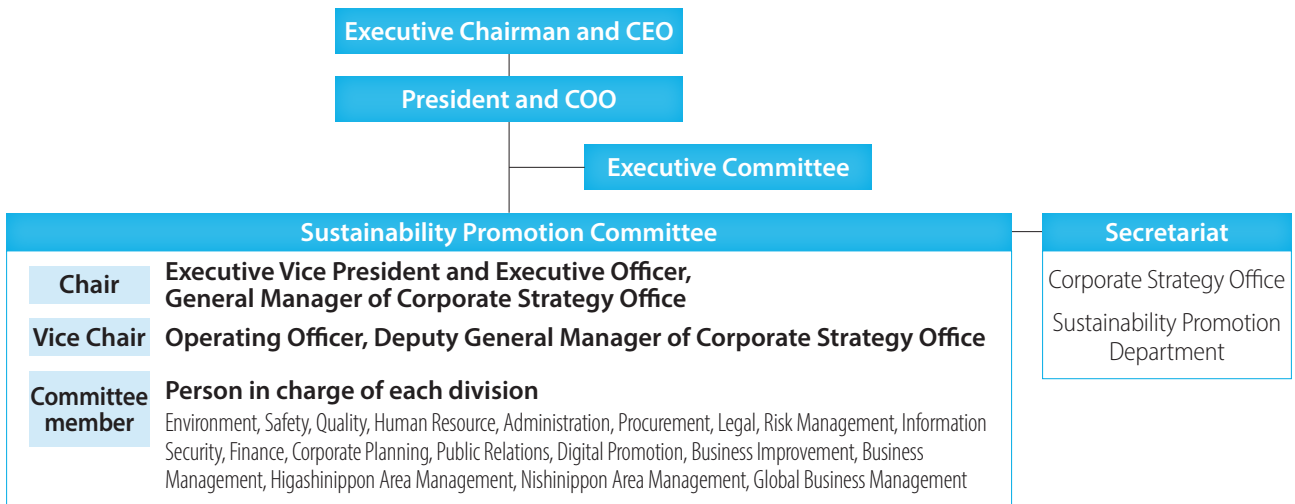 Executive Chairman and CEO
President and COO
Executive Committee
Sustainability Promotion Committee
Chair
Executive Vice President and Executive Officer,
General Manager of Corporate Strategy Office
Vice Chair
Operating Officer, Deputy General Manager of Corporate Strategy Office
Committee
member
Person in charge of each division
Environment, Safety, Quality, Human Resource, Administration, Procurement, Legal, Risk Management, Information
Security, Finance, Corporate Planning, Public Relations, Digital Promotion, Business Improvement, Business
Management, Higashinippon Area Management, Nishinippon Area Management, Global Business Management
Secretariat
Corporate Strategy Office
Sustainability Promotion
Department